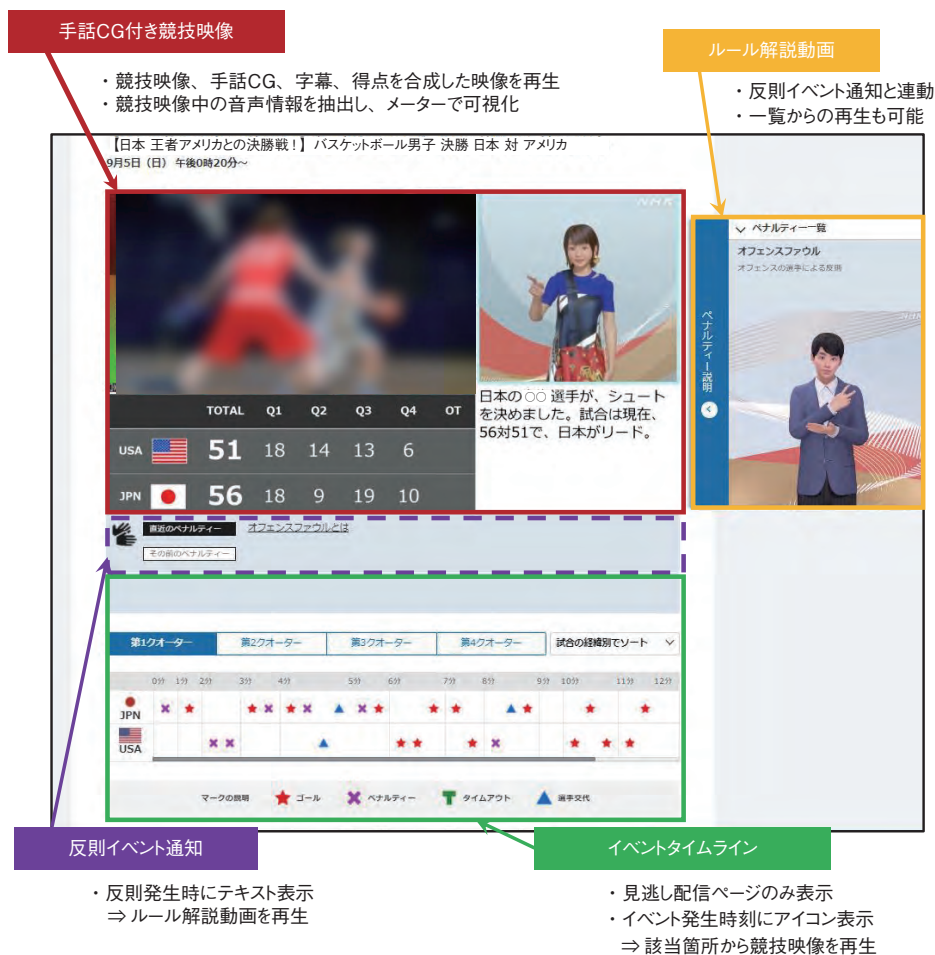 手話CG付き競技映像
・競技映像、手話CG、字幕、得点を合成した映像を再生
・競技映像中の音声情報を抽出し、メーターで可視化
ルール解説動画
・反則イベント通知と連動
・一覧からの再生も可能
【日本 王者アメリカとの決勝戦！】バスケットボール男子 決勝 日本 対 アメリカ
9月5日（日） 午後0時20分～
NHK
日本の○○選手が、シュート
を決めました。試合は現在、
56対51で、日本がリード。
TOTAL Q1 Q2 Q3 Q4 OT
USA 51 18 14 13 6
JPN 56 18 9 19 10
ペナルティー説明
ペナルティー一覧
オフェンスファウル
オフェンスの選手による反則
NHK
直近のペナルティー オフェンスファウルとは
その前のペナルティー
第1クオーター 第2クオーター 第3クオーター 第4クオーター 試合の経緯別でソート
0分 1分 2分 3分 4分 5分 6分 7分 8分 9分 10分 11分 12分
JPN
USA
マークの説明 ゴール ペナルティー タイムアウト 選手交代
反則イベント通知
・反則発生時にテキスト表示
⇒ルール解説動画を再生
イベントタイムライン
・見逃し配信ページのみ表示
・イベント発生時刻にアイコン表示
⇒該当箇所から競技映像を再生